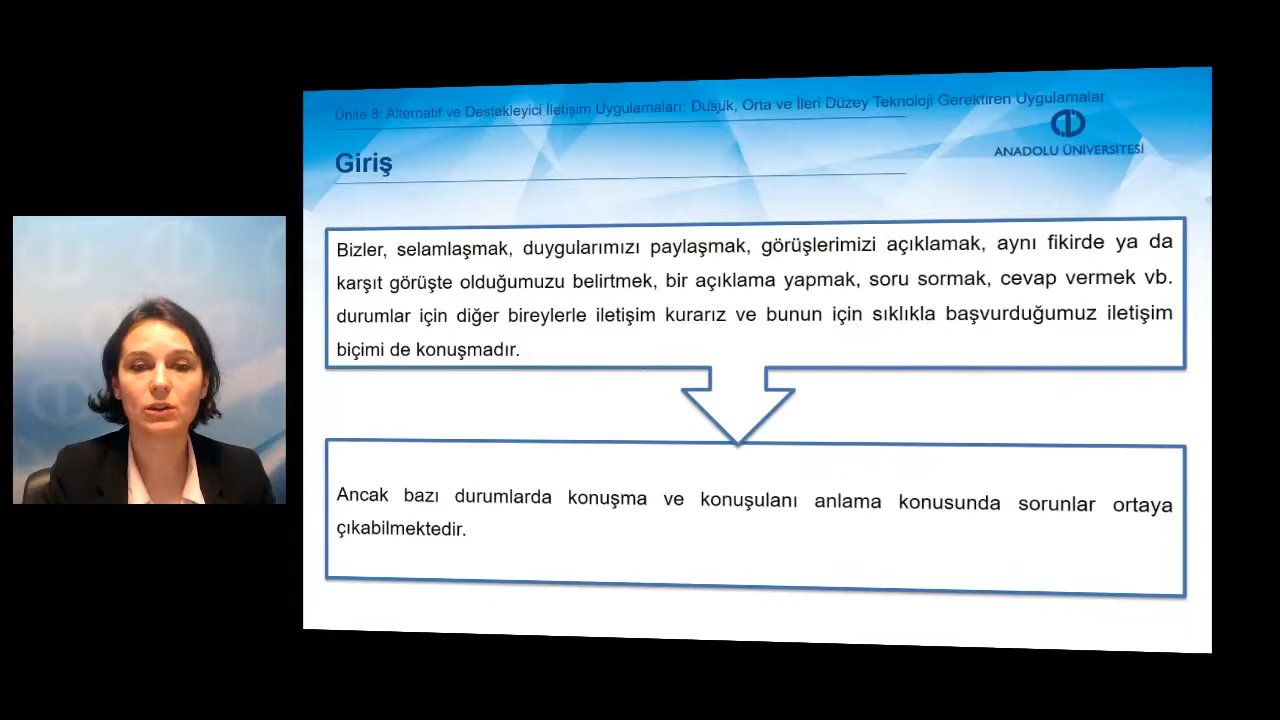 Ünite 8: Alternatif ve Destekleyici İletişim Uygulamaları: Düşük, Orta ve İleri Düzey Teknoloji Gerektiren Uygulamalar
ANADOLU ÜNİVERSİTESİ
Giriş
Bizler, selamlaşmak, duygularımızı paylaşmak, görüşlerimizi açıklamak, aynı fikirde ya da
karşıt görüşte olduğumuzu belirtmek, bir açıklama yapmak, soru sormak, cevap vermek vb.
durumlar için diğer bireylerle iletişim kurarız ve bunun için sıklıkla başvurduğumuz iletişim
biçimi de konuşmadır.
Ancak bazı durumlarda konuşma ve konuşulanı anlama konusunda sorunlar ortaya
çıkabilmektedir.